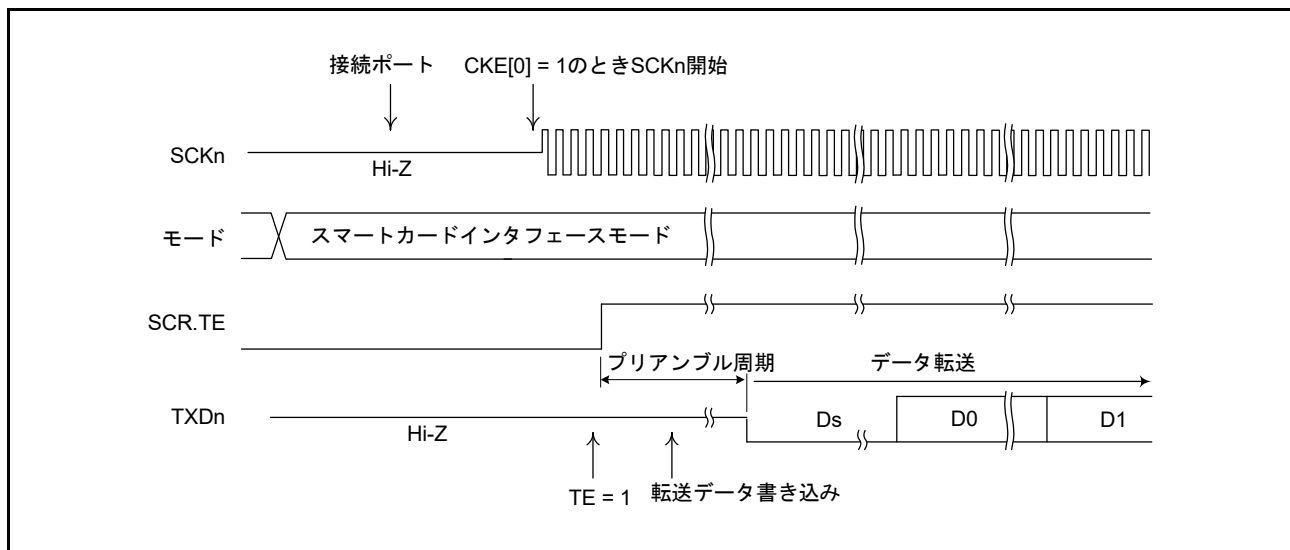 接続ポート CKE[0] = 1のときSCKn開始
SCKn
Hi-Z
モード スマートカードインタフェースモード
SCR.TE
プリアンブル周期 データ転送
TXDn
Hi-Z
Ds D0 D1
TE = 1 転送データ書き込み